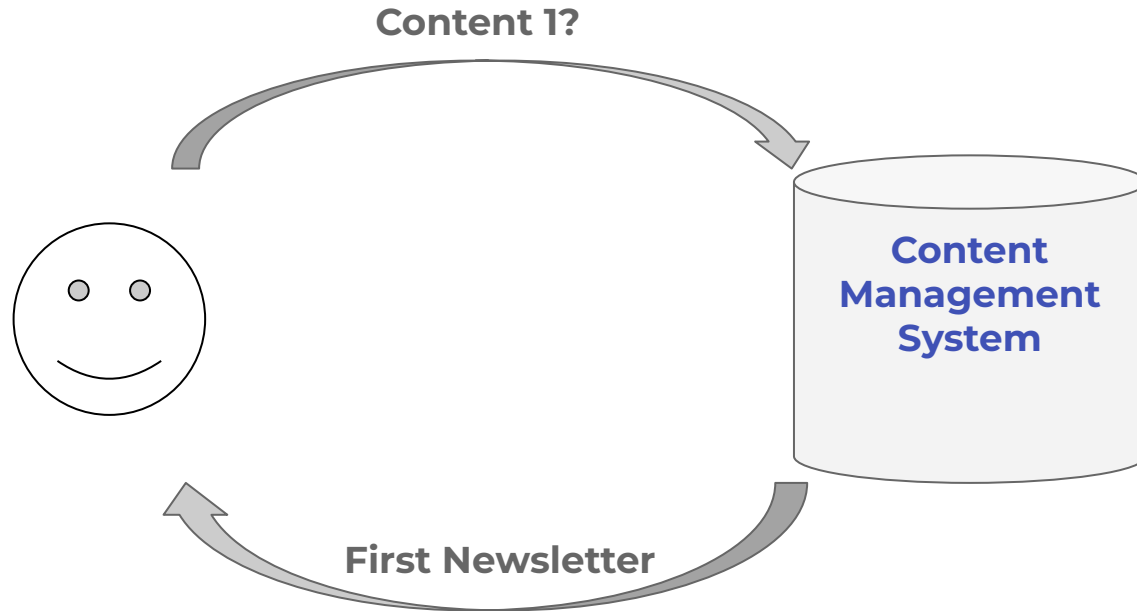 Content 1?
Content
Management
System
First Newsletter